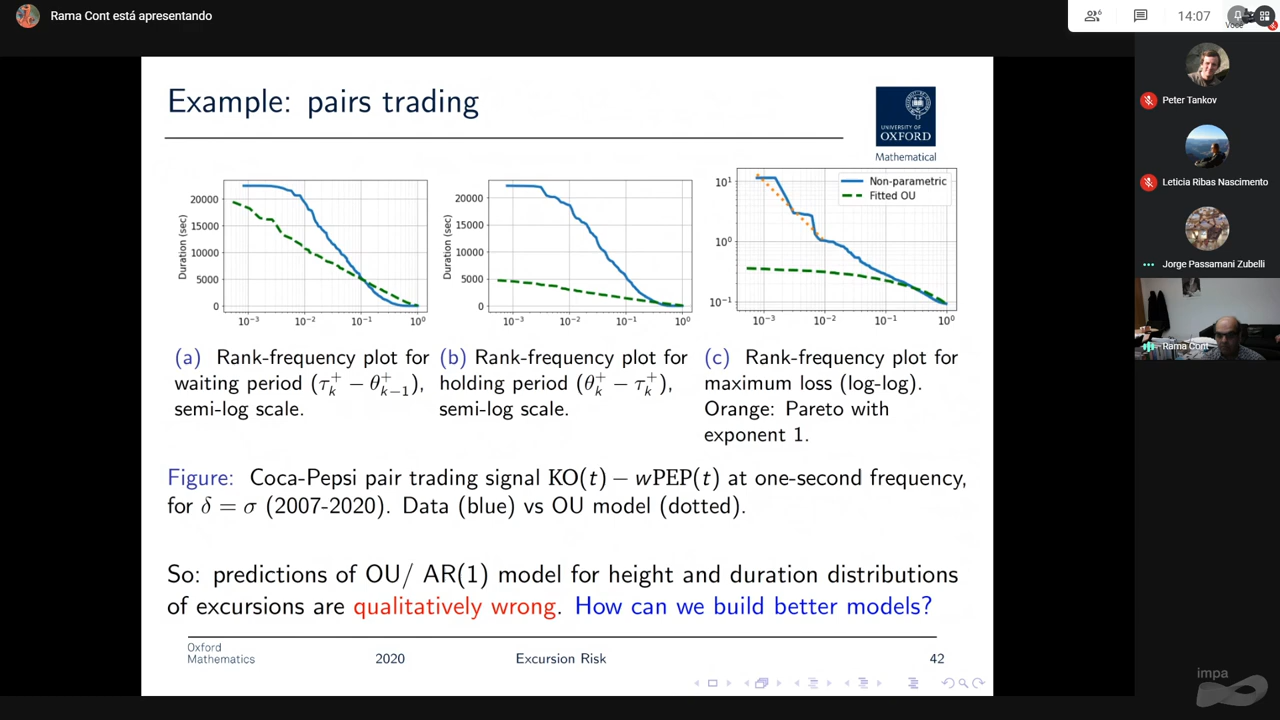 Rama Cont está apresentando
6
14:07
Você
Example: pairs trading
UNIVERSITY OF
OXFORD
Mathematical
Duration (sec)
20000
15000
10000
5000
0
10⁻³ 10⁻² 10⁻¹ 10⁰
Duration (sec)
20000
15000
10000
5000
0
10⁻³ 10⁻² 10⁻¹ 10⁰
10¹
10⁰
10⁻¹
Non-parametric
Fitted OU
10⁻³ 10⁻² 10⁻¹ 10⁰
(a) Rank-frequency plot for
waiting period (τₖ⁺ − θₖ₋₁⁺),
semi-log scale.
(b) Rank-frequency plot for
holding period (θₖ⁺ − τₖ⁺),
semi-log scale.
(c) Rank-frequency plot for
maximum loss (log-log).
Orange: Pareto with
exponent 1.
Figure: Coca-Pepsi pair trading signal KO(t) − wPEP(t) at one-second frequency,
for δ = σ (2007-2020). Data (blue) vs OU model (dotted).
So: predictions of OU/ AR(1) model for height and duration distributions
of excursions are qualitatively wrong. How can we build better models?
Oxford
Mathematics
2020
Excursion Risk
42
Peter Tankov
Leticia Ribas Nascimento
Jorge Passamani Zubelli
Rama Cont
impa